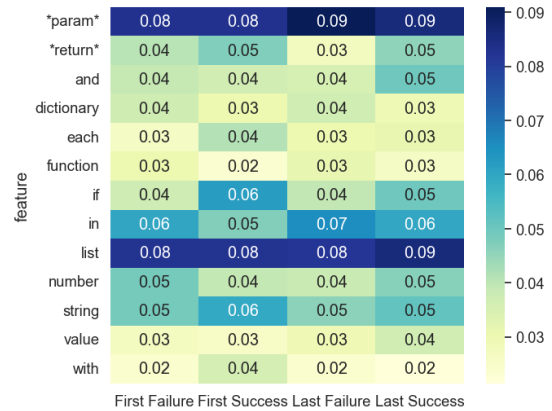 *param* 0.08 0.08 0.09 0.09
*return* 0.04 0.05 0.03 0.05
and 0.04 0.04 0.04 0.05
dictionary 0.04 0.03 0.04 0.03
each 0.03 0.04 0.03 0.03
function 0.03 0.02 0.03 0.03
if 0.04 0.06 0.04 0.05
in 0.06 0.05 0.07 0.06
list 0.08 0.08 0.08 0.09
number 0.05 0.04 0.04 0.05
string 0.05 0.06 0.05 0.05
value 0.03 0.03 0.03 0.04
with 0.02 0.04 0.02 0.02
First Failure First Success Last Failure Last Success
feature
0.09
0.08
0.07
0.06
0.05
0.04
0.03